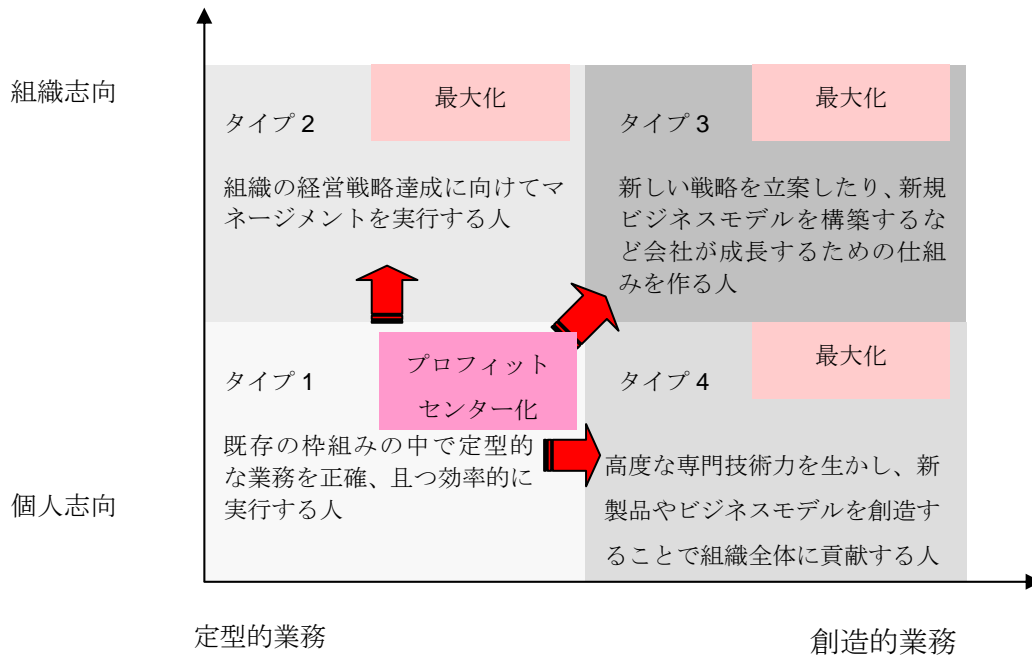 組織志向
タイプ 2
最大化
組織の経営戦略達成に向けてマ
ネージメントを実行する人
タイプ 3
最大化
新しい戦略を立案したり、新規
ビジネスモデルを構築するな
ど会社が成長するための仕組
みを作る人
個人志向
タイプ 1
プロフィット
センター化
既存の枠組みの中で定型的
な業務を正確、且つ効率的に
実行する人
タイプ 4
最大化
高度な専門技術力を生かし、新
製品やビジネスモデルを創造す
ることで組織全体に貢献する人
定型的業務
創造的業務